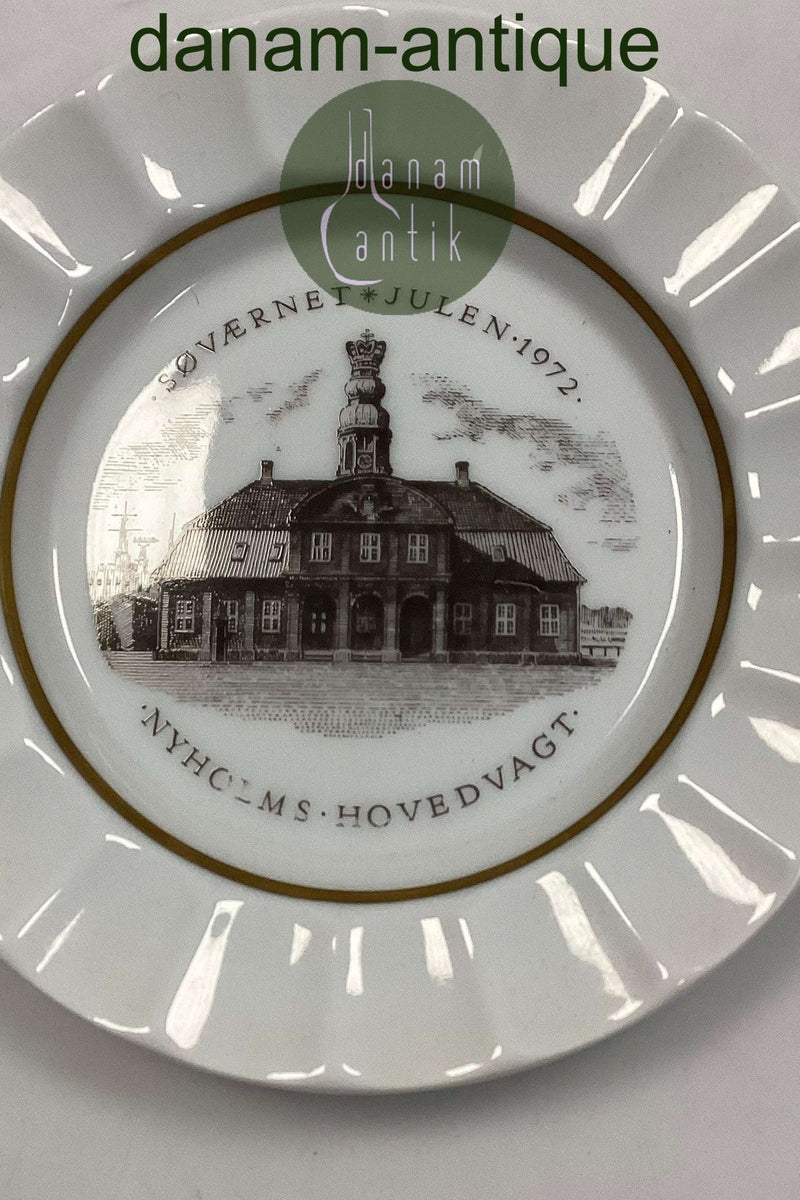 danam-antique
danam
antik
·SØVÆRNET✳JULEN·1972·
·NYHOLMS·HOVEDVAGT·